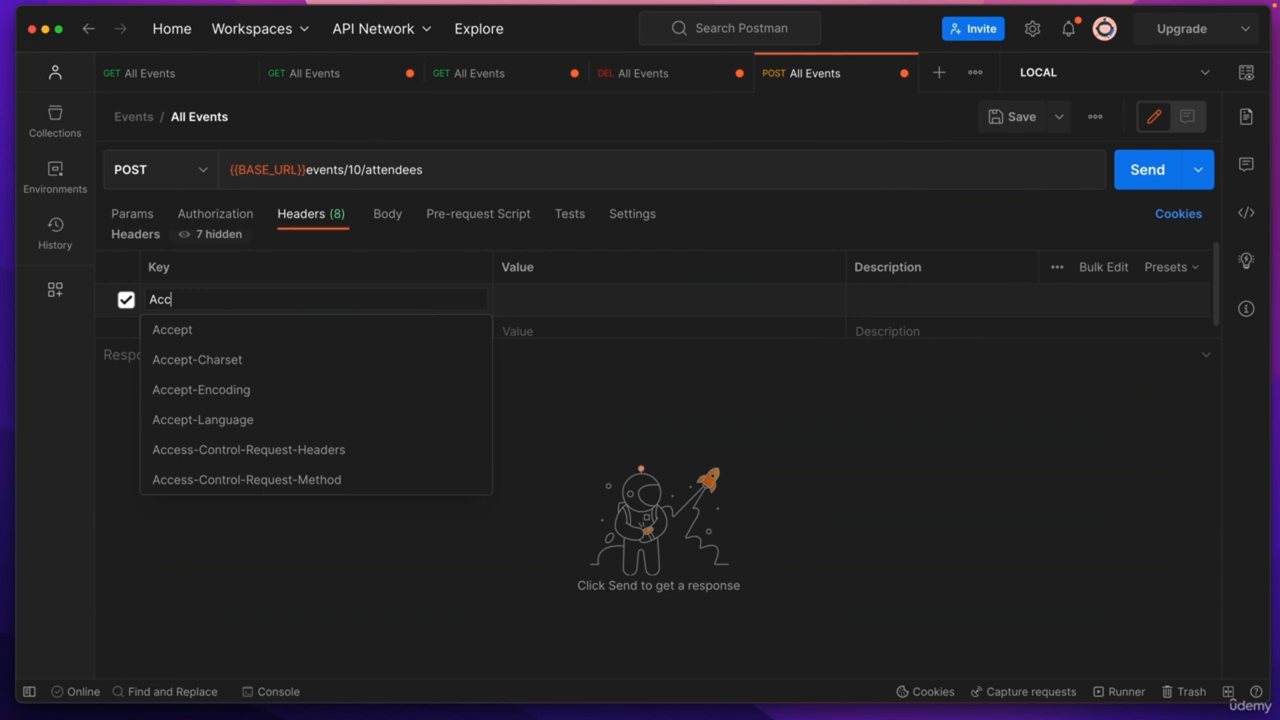 Home Workspaces API Network Explore Search Postman Invite Upgrade
GET All Events GET All Events GET All Events DEL All Events POST All Events LOCAL
Collections
Environments
History
Events / All Events Save
POST {{BASE_URL}}events/10/attendees Send
Params Authorization Headers (8) Body Pre-request Script Tests Settings Cookies
Headers 7 hidden
Key Value Description Bulk Edit Presets
Acc
Value Description
Accept
Respo
Accept-Charset
Accept-Encoding
Accept-Language
Access-Control-Request-Headers
Access-Control-Request-Method
Click Send to get a response
Online Find and Replace Console Cookies Capture requests Runner Trash
udemy